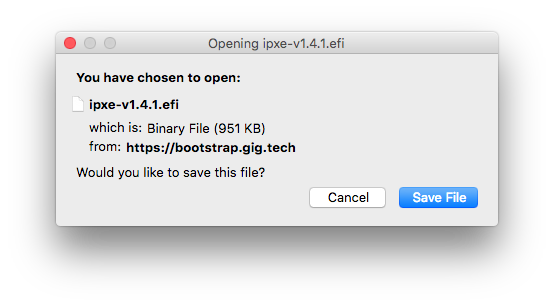 Opening ipxe-v1.4.1.efi
You have chosen to open:
ipxe-v1.4.1.efi
which is: Binary File (951 KB)
from: https://bootstrap.gig.tech
Would you like to save this file?
Cancel
Save File